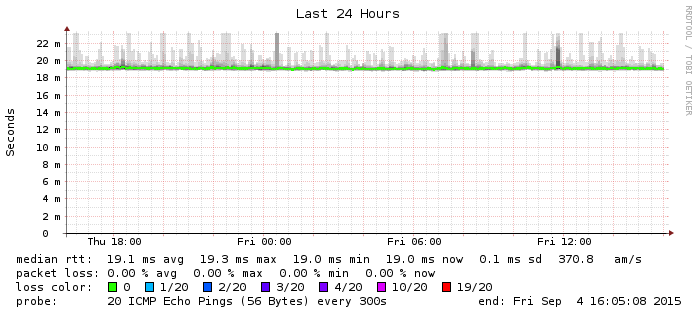 Last 24 Hours
RRDTOOL / TOBI OETIKER
Seconds
22 m
20 m
18 m
16 m
14 m
12 m
10 m
8 m
6 m
4 m
2 m
0
Thu 18:00 Fri 00:00 Fri 06:00 Fri 12:00
median rtt: 19.1 ms avg 19.3 ms max 19.0 ms min 19.0 ms now 0.1 ms sd 370.8 am/s
packet loss: 0.00 % avg 0.00 % max 0.00 % min 0.00 % now
loss color: 0 1/20 2/20 3/20 4/20 10/20 19/20
probe: 20 ICMP Echo Pings (56 Bytes) every 300s end: Fri Sep 4 16:05:08 2015